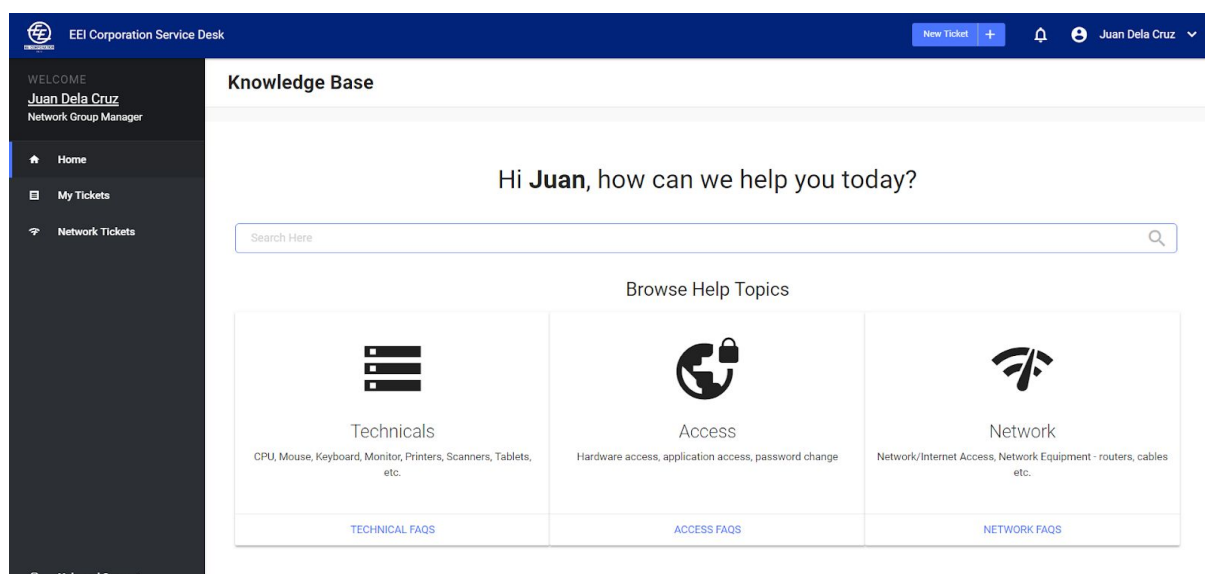 EEI Corporation Service Desk
New Ticket +
Juan Dela Cruz
WELCOME
Juan Dela Cruz
Network Group Manager
Home
My Tickets
Network Tickets
Knowledge Base
Hi Juan, how can we help you today?
Search Here
Browse Help Topics
Technicals
CPU, Mouse, Keyboard, Monitor, Printers, Scanners, Tablets,
etc.
TECHNICAL FAQS
Access
Hardware access, application access, password change
ACCESS FAQS
Network
Network/Internet Access, Network Equipment - routers, cables
etc.
NETWORK FAQS